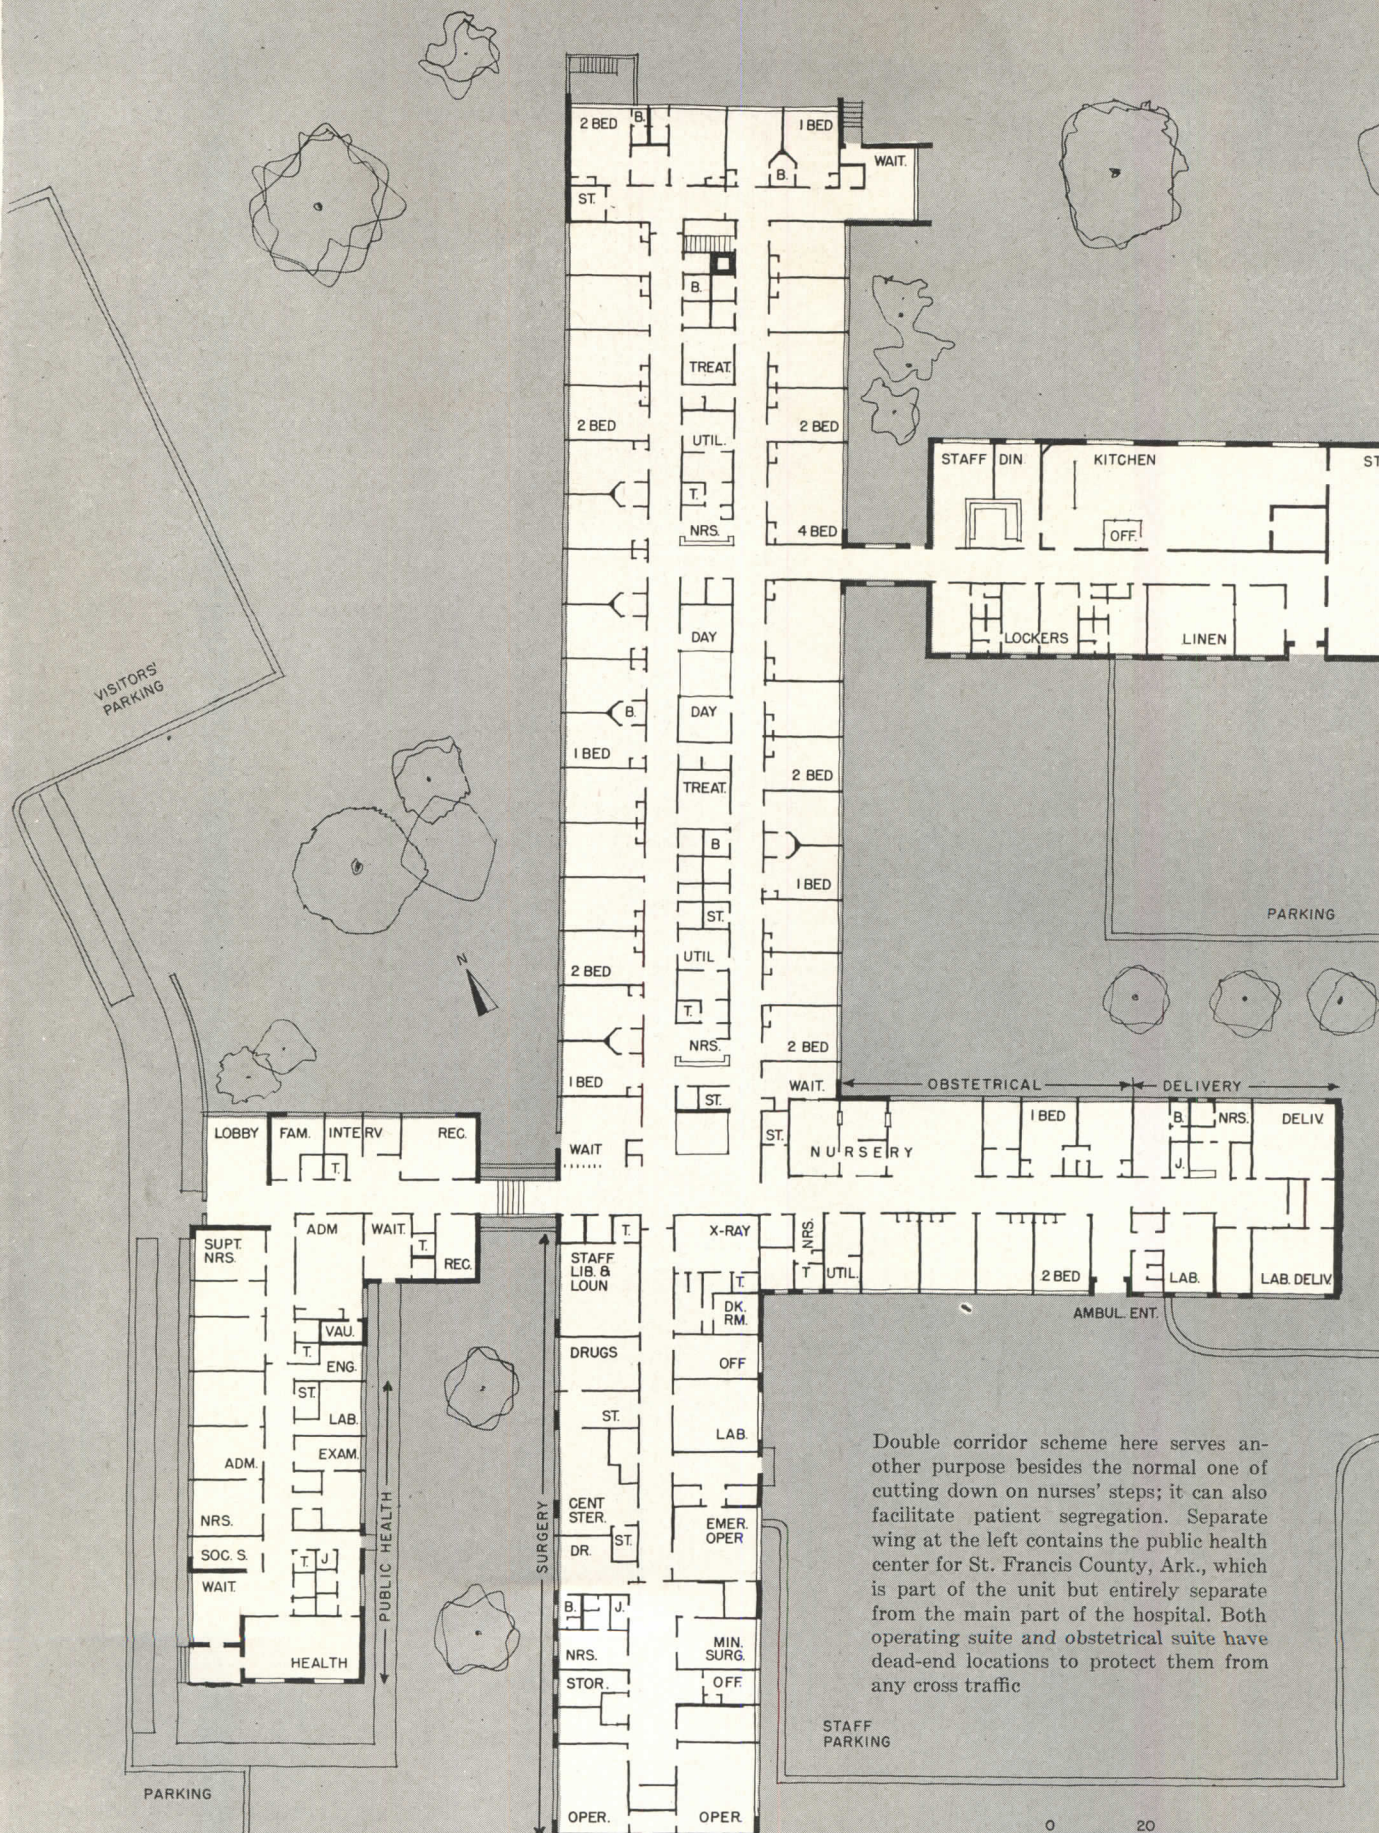 2 BED
B.
1 BED
B.
WAIT.
ST.
B.
TREAT.
2 BED
UTIL.
2 BED
T.
NRS.
4 BED
STAFF DIN
KITCHEN
OFF.
LOCKERS
LINEN
DAY
DAY
B.
1 BED
TREAT.
2 BED
B
1 BED
ST.
UTIL
2 BED
T.
NRS.
2 BED
1 BED
ST.
WAIT.
VISITORS'
PARKING
N
PARKING
OBSTETRICAL
DELIVERY
LOBBY
FAM.
INTERV
REC.
T.
WAIT
ST.
NURSERY
1 BED
B.
NRS.
DELIV.
J.
SUPT.
NRS.
ADM
WAIT.
T.
REC.
T.
X-RAY
NRS.
T
UTIL.
2 BED
LAB.
LAB. DELIV.
AMBUL. ENT.
STAFF
LIB. &
LOUN
T.
DK.
RM.
VAU.
T.
ENG.
DRUGS
OFF
ST.
LAB.
ST.
LAB.
ADM.
EXAM.
NRS.
CENT
STER.
EMER.
OPER
SOC. S.
T.
J
DR.
ST.
WAIT.
PUBLIC HEALTH
SURGERY
B.
J.
NRS.
MIN.
SURG.
HEALTH
STOR.
OFF.
OPER.
OPER.
PARKING
Double corridor scheme here serves an-
other purpose besides the normal one of
cutting down on nurses' steps; it can also
facilitate patient segregation. Separate
wing at the left contains the public health
center for St. Francis County, Ark., which
is part of the unit but entirely separate
from the main part of the hospital. Both
operating suite and obstetrical suite have
dead-end locations to protect them from
any cross traffic
STAFF
PARKING
0 20